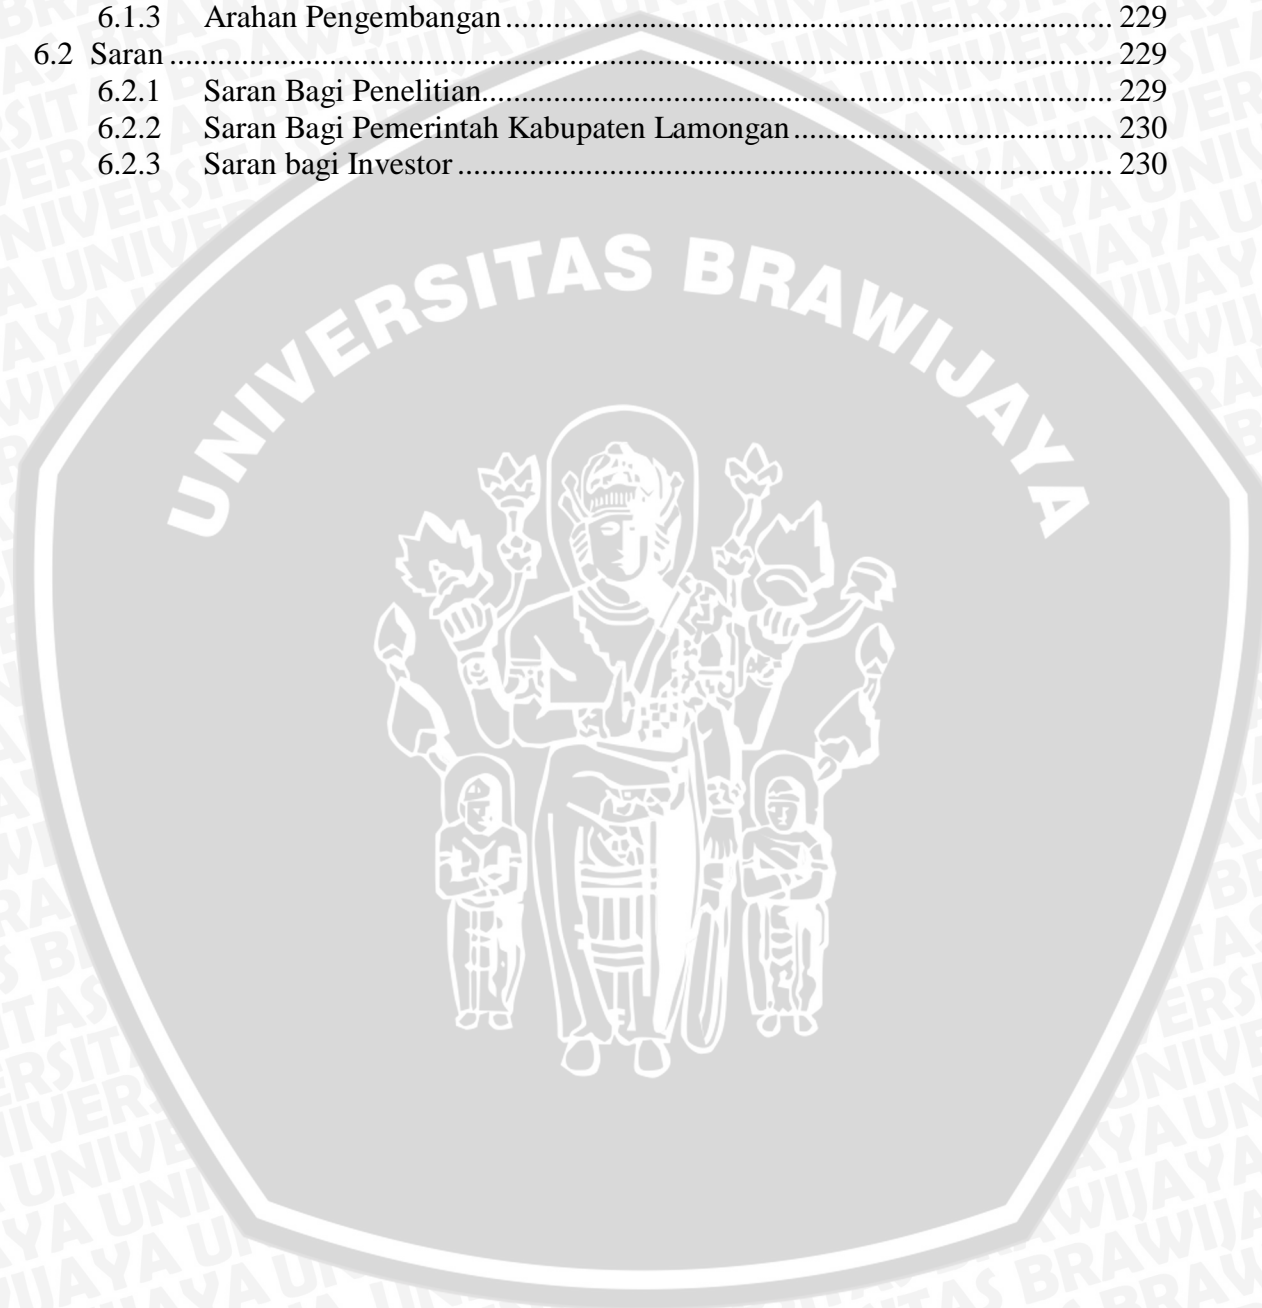 6.1.3 Arahan Pengembangan ........................................................................... 229
6.2 Saran ..................................................................................................................... 229
6.2.1 Saran Bagi Penelitian.............................................................................. 229
6.2.2 Saran Bagi Pemerintah Kabupaten Lamongan ........................................ 230
6.2.3 Saran bagi Investor ................................................................................. 230
UNIVERSITAS BRAWIJAYA